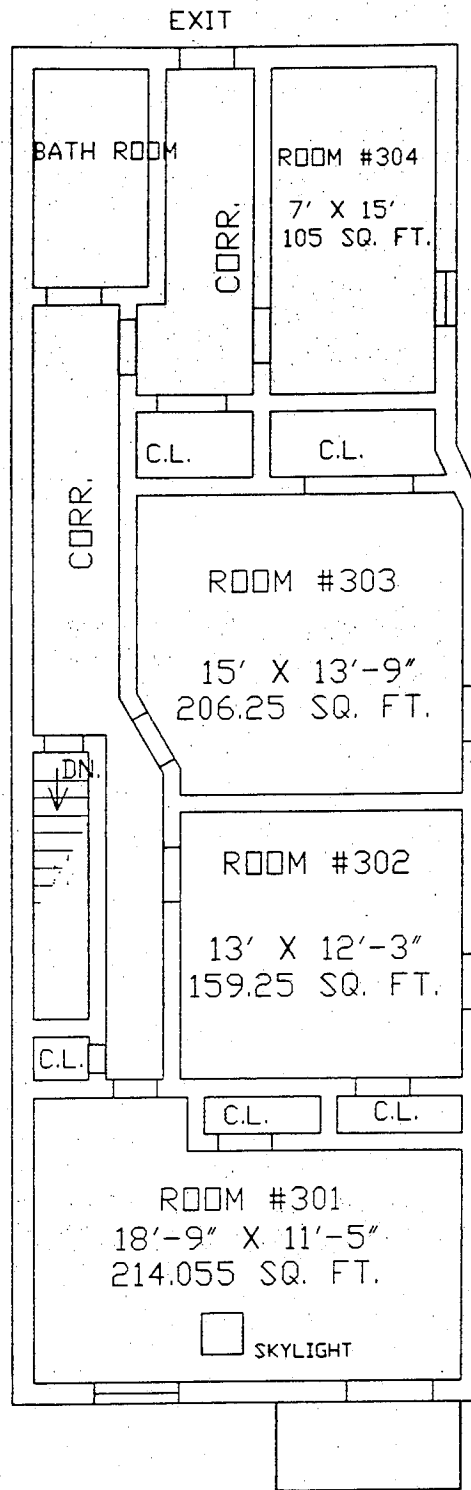 EXIT
BATH ROOM
CORR.
ROOM #304
7' X 15'
105 SQ. FT.
C.L.
C.L.
CORR.
ROOM #303
15' X 13'-9"
206.25 SQ. FT.
DN.
ROOM #302
13' X 12'-3"
159.25 SQ. FT.
C.L.
C.L.
C.L.
ROOM #301
18'-9" X 11'-5"
214.055 SQ. FT.
SKYLIGHT